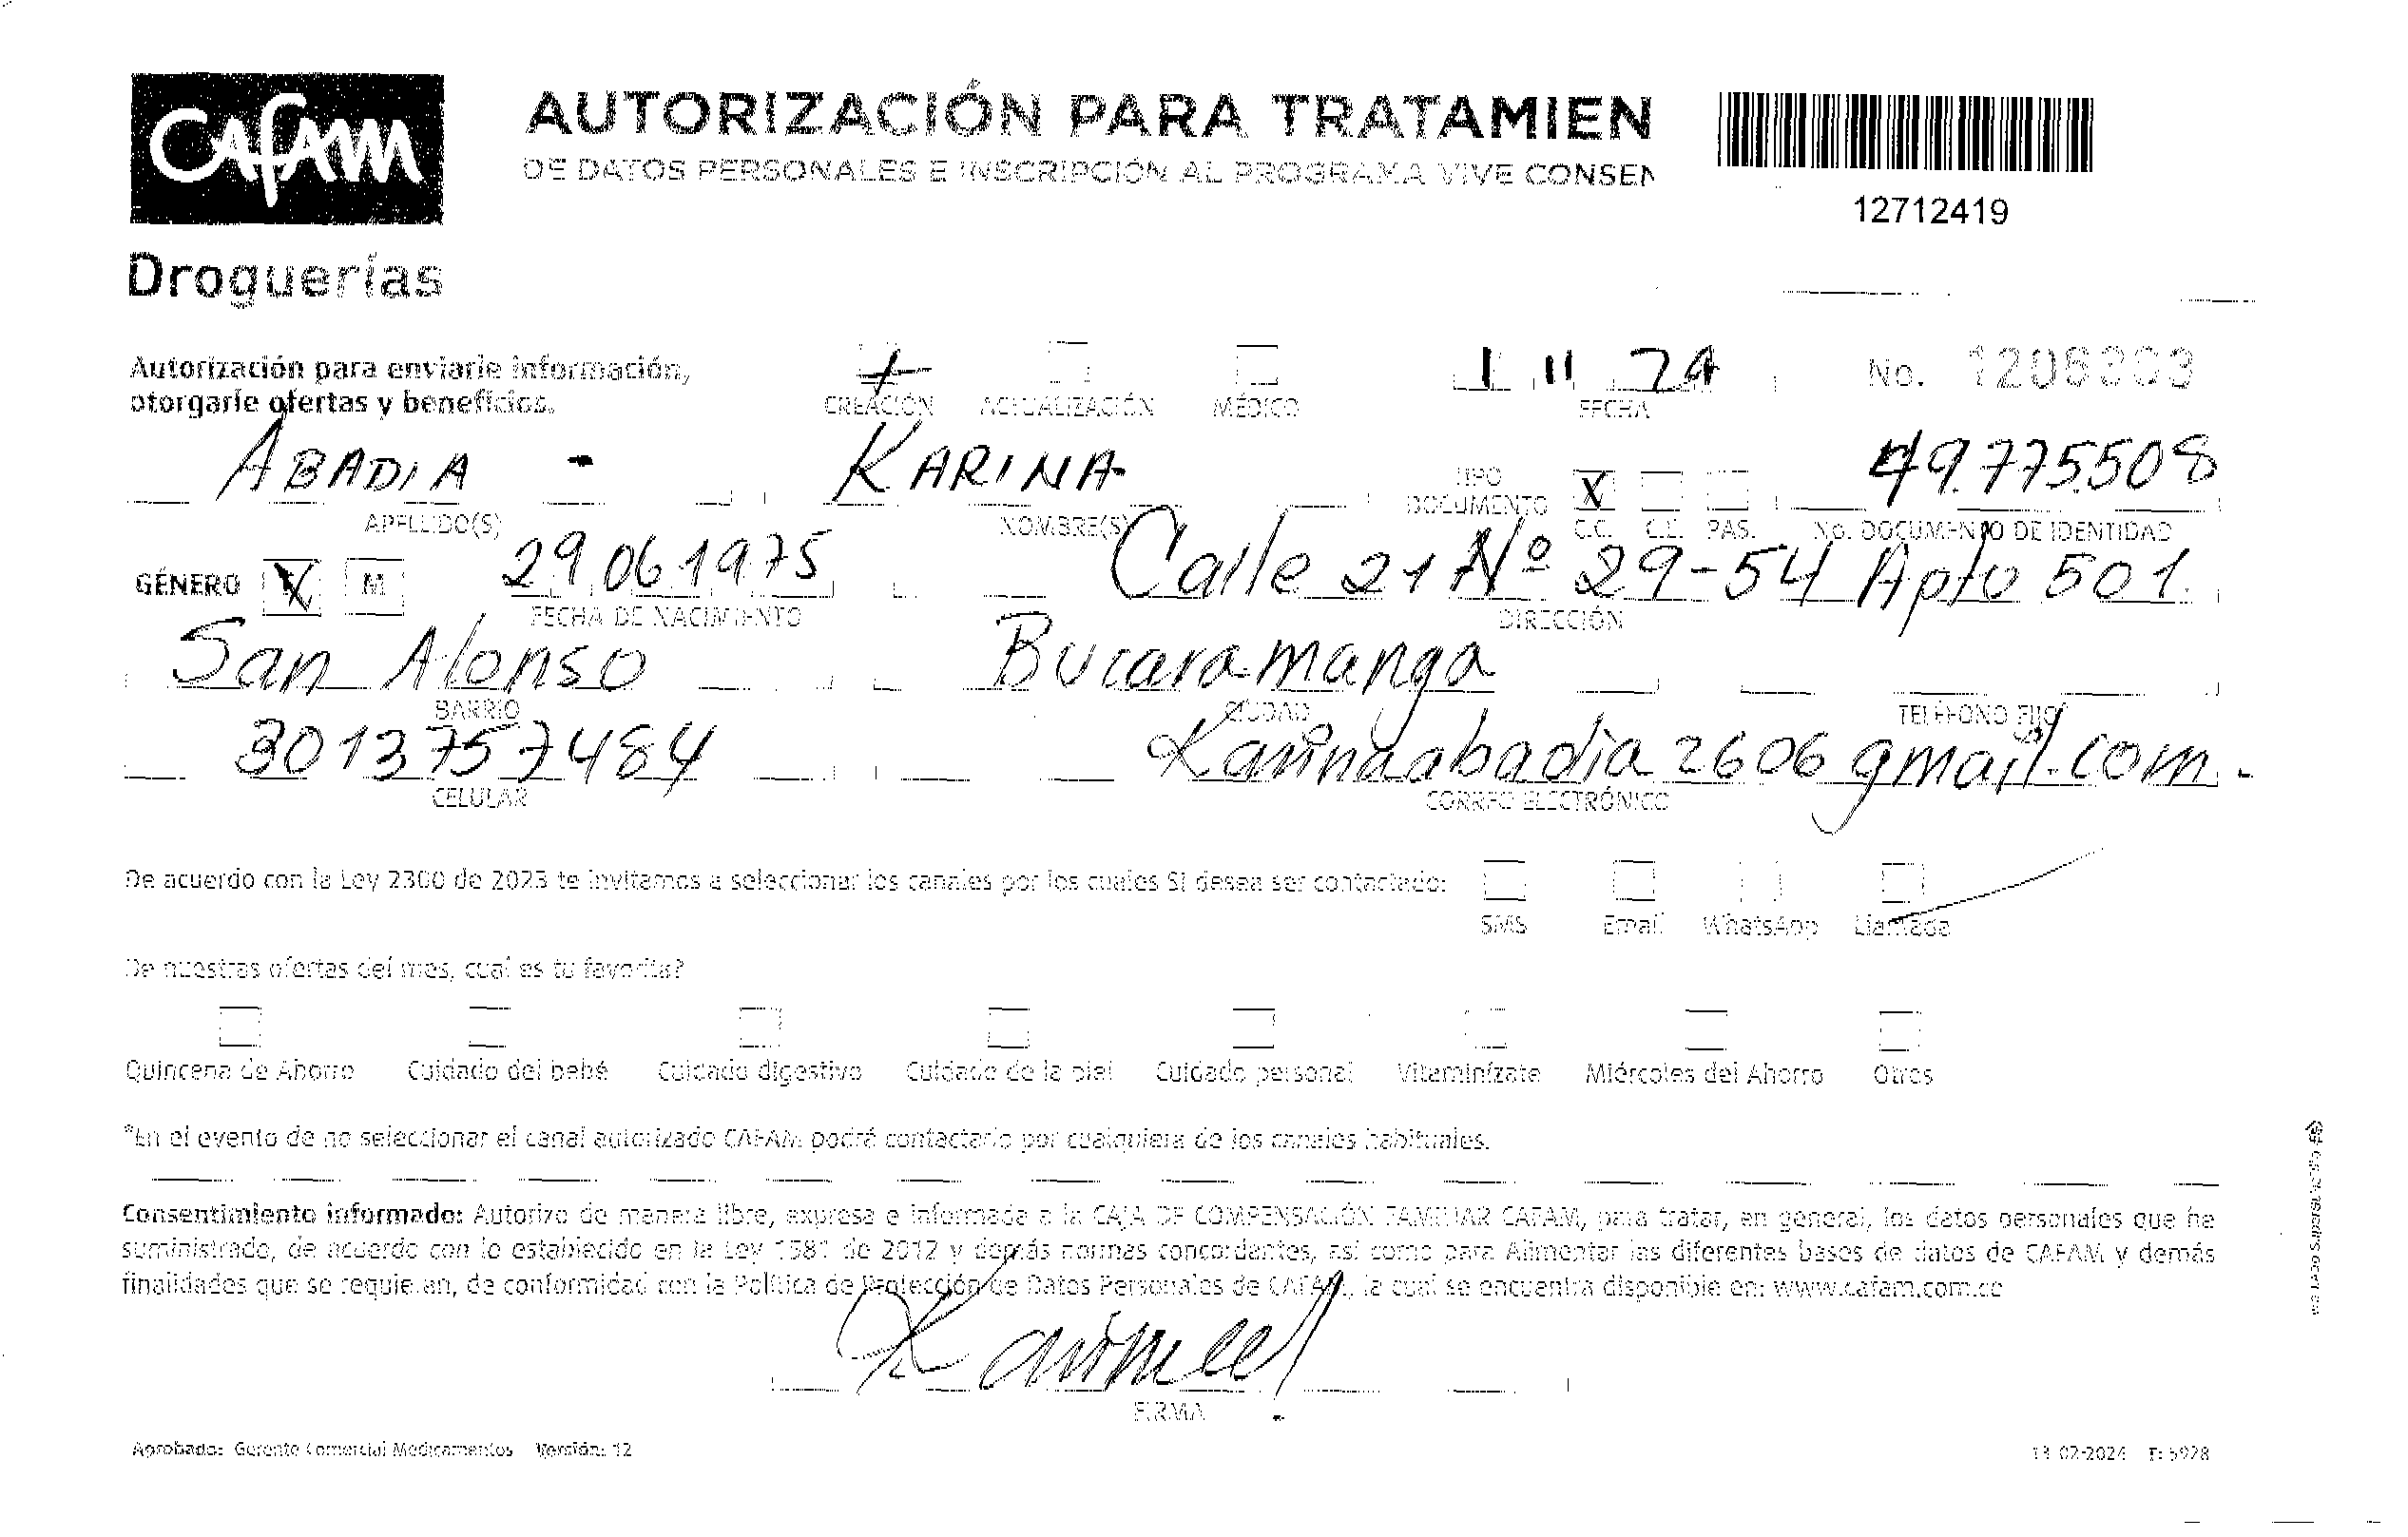 CAFAM
Droguerías
AUTORIZACIÓN PARA TRATAMIEN
DE DATOS PERSONALES E INSCRIPCIÓN AL PROGRAMA VIVE CONSEN
12712419
Autorización para enviarle información,
otorgarle ofertas y beneficios.
CREACIÓN ACTUALIZACIÓN MÉDICO
1 11 24
FECHA
No.
ABADIA - KARINA
APELLIDO(S) NOMBRE(S)
TIPO DOCUMENTO X C.C. C.E. PAS.
49.775.508
No. DOCUMENTO DE IDENTIDAD
GÉNERO F M
29 06 1975
FECHA DE NACIMIENTO
Calle 21 Nº 29-54 Apto 501.
DIRECCIÓN
San Alonso
BARRIO
Bucaramanga
CIUDAD
TELÉFONO FIJO
3013757484
CELULAR
Karinaabadia2606 gmail.com.
CORREO ELECTRÓNICO
De acuerdo con la Ley 2300 de 2023 te invitamos a seleccionar los canales por los cuales SI desea ser contactado:
SMS Email WhatsApp Llamada
De nuestras ofertas del mes, cual es tu favorita?
Quincena de Ahorro Cuidado del bebé Cuidado digestivo Cuidado de la piel Cuidado personal Vitamínízate Miércoles del Ahorro Otros
*En el evento de no seleccionar el canal autorizado CAFAM podrá contactarlo por cualquiera de los canales habituales.
Consentimiento informado: Autorizo de manera libre, expresa e informada a la CAJA DE COMPENSACIÓN FAMILIAR CAFAM, para tratar, en general, los datos personales que he
suministrado, de acuerdo con lo establecido en la Ley 1581 de 2012 y demás normas concordantes, así como para Alimentar las diferentes bases de datos de CAFAM y demás
finalidades que se requieran, de conformidad con la Política de Protección de Datos Personales de CAFAM, la cual se encuentra disponible en: www.cafam.com.co
FIRMA
Aprobado: Gerente Comercial Medicamentos Versión: 12
13-02-2024 F: 5928